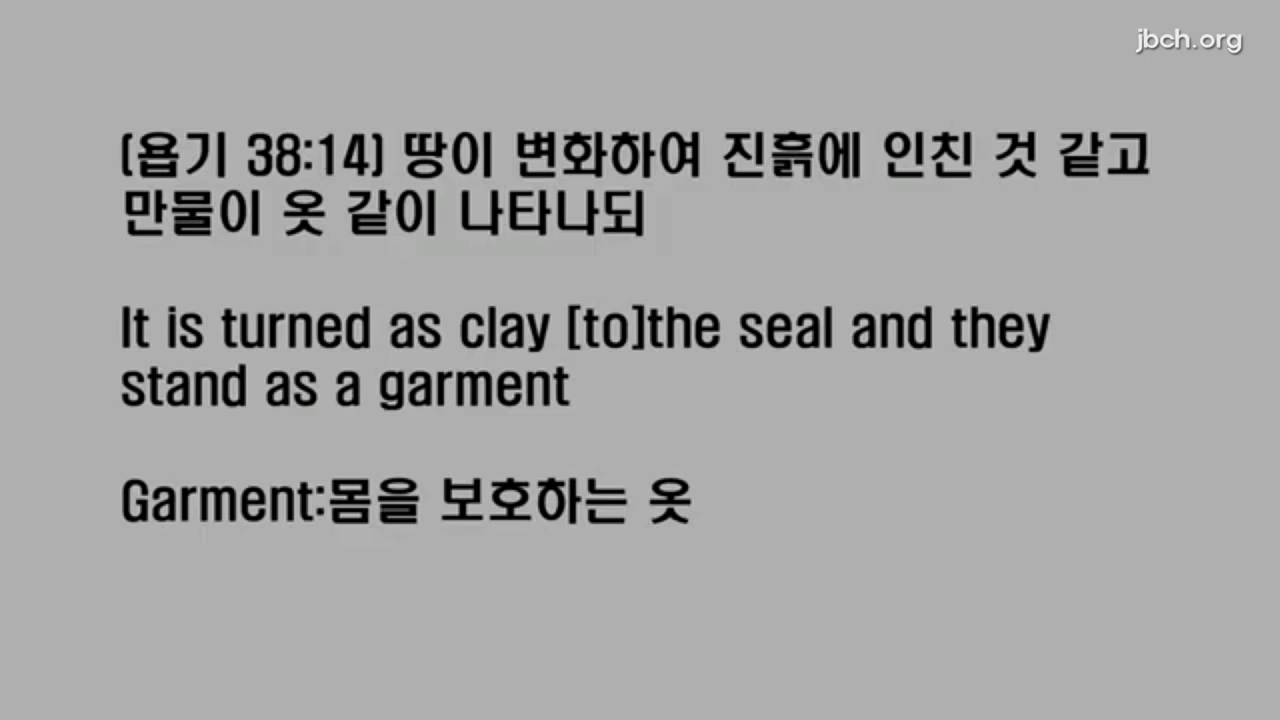 jbch.org
(욥기 38:14) 땅이 변화하여 진흙에 인친 것 같고
만물이 옷 같이 나타나되
It is turned as clay [to]the seal and they
stand as a garment
Garment:몸을 보호하는 옷